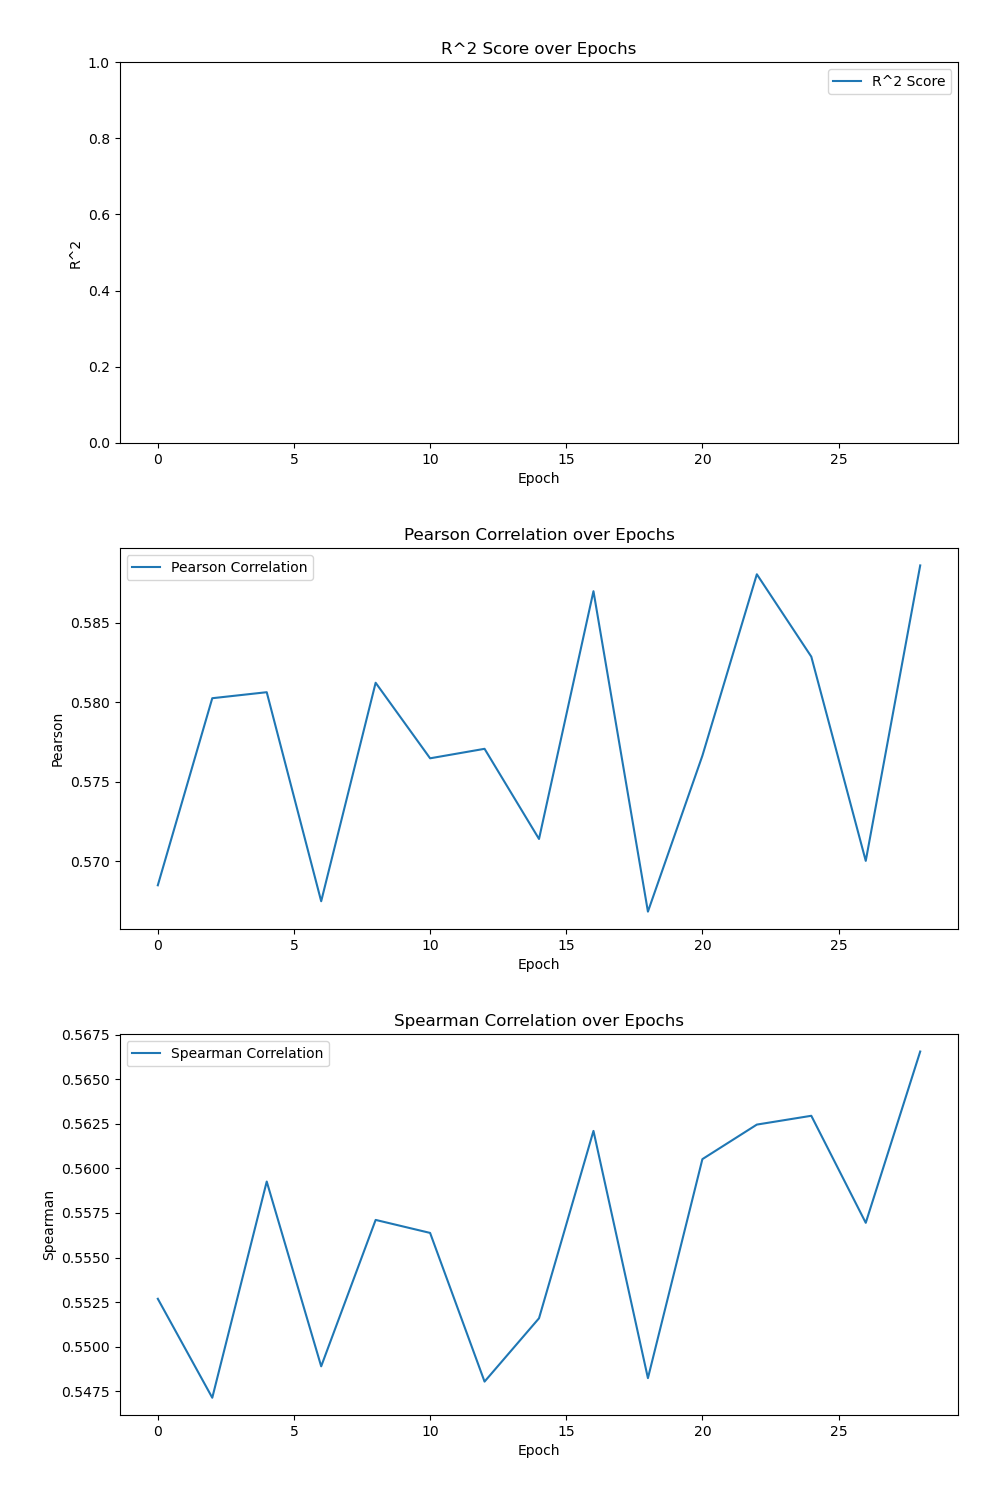 R^2 Score over Epochs
R^2 Score
1.0
0.8
0.6
0.4
0.2
0.0
R^2
0 5 10 15 20 25
Epoch
Pearson Correlation over Epochs
Pearson Correlation
0.585
0.580
0.575
0.570
Pearson
0 5 10 15 20 25
Epoch
Spearman Correlation over Epochs
Spearman Correlation
0.5675
0.5650
0.5625
0.5600
0.5575
0.5550
0.5525
0.5500
0.5475
Spearman
0 5 10 15 20 25
Epoch